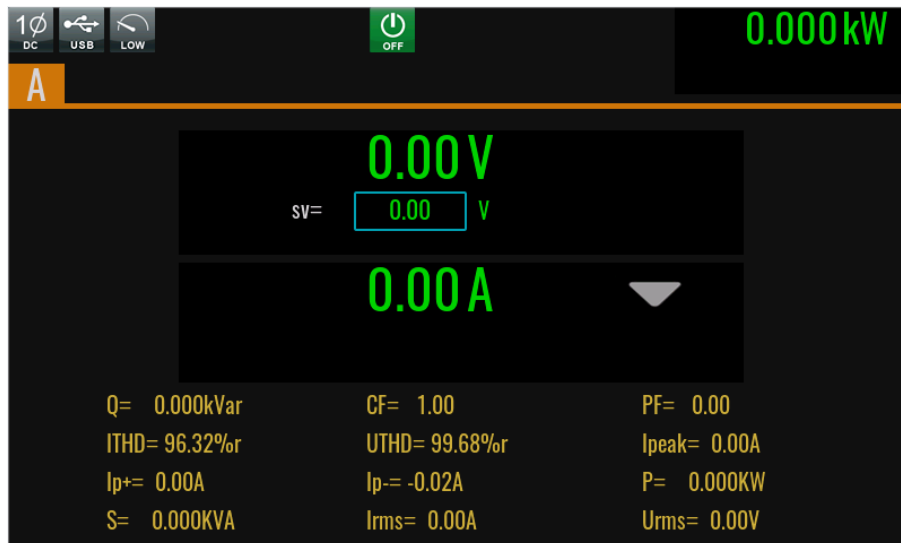 1Ø DC USB LOW OFF 0.000 kW
A
0.00 V
sv= 0.00 V
0.00 A
Q= 0.000kVar CF= 1.00 PF= 0.00
ITHD= 96.32%r UTHD= 99.68%r Ipeak= 0.00A
Ip+= 0.00A Ip-= -0.02A P= 0.000KW
S= 0.000KVA Irms= 0.00A Urms= 0.00V